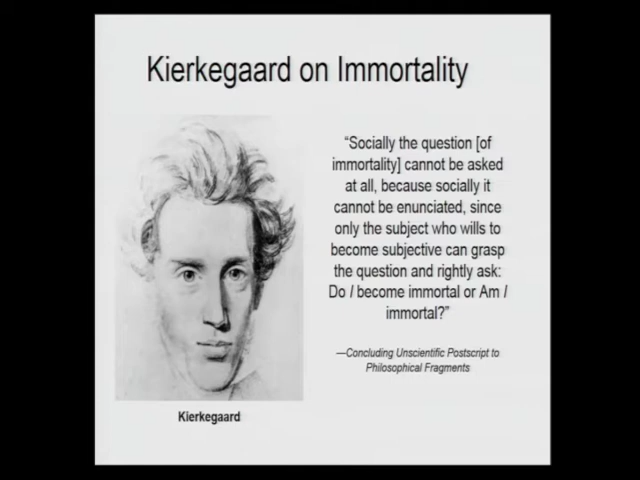 Kierkegaard on Immortality
“Socially the question [of
immortality] cannot be asked
at all, because socially it
cannot be enunciated, since
only the subject who wills to
become subjective can grasp
the question and rightly ask:
Do I become immortal or Am I
immortal?”
—Concluding Unscientific Postscript to
Philosophical Fragments
Kierkegaard